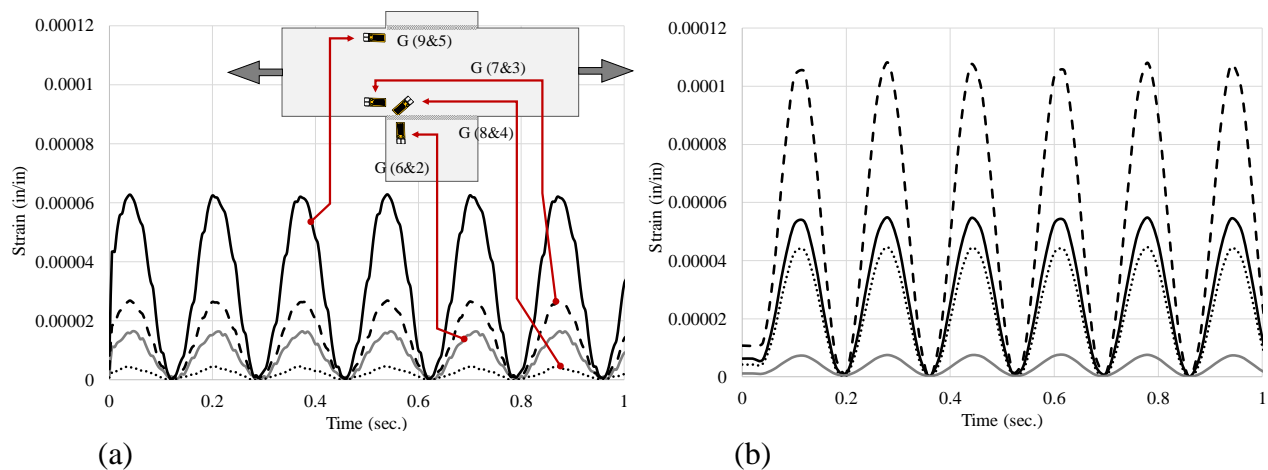 0.00012
0.0001
0.00008
0.00006
0.00004
0.00002
0
Strain (in/in)
0 0.2 0.4 0.6 0.8 1
Time (sec.)
G (9&5)
G (7&3)
G (8&4)
G (6&2)
(a)
0.00012
0.0001
0.00008
0.00006
0.00004
0.00002
0
Strain (in/in)
0 0.2 0.4 0.6 0.8 1
Time (sec.)
(b)